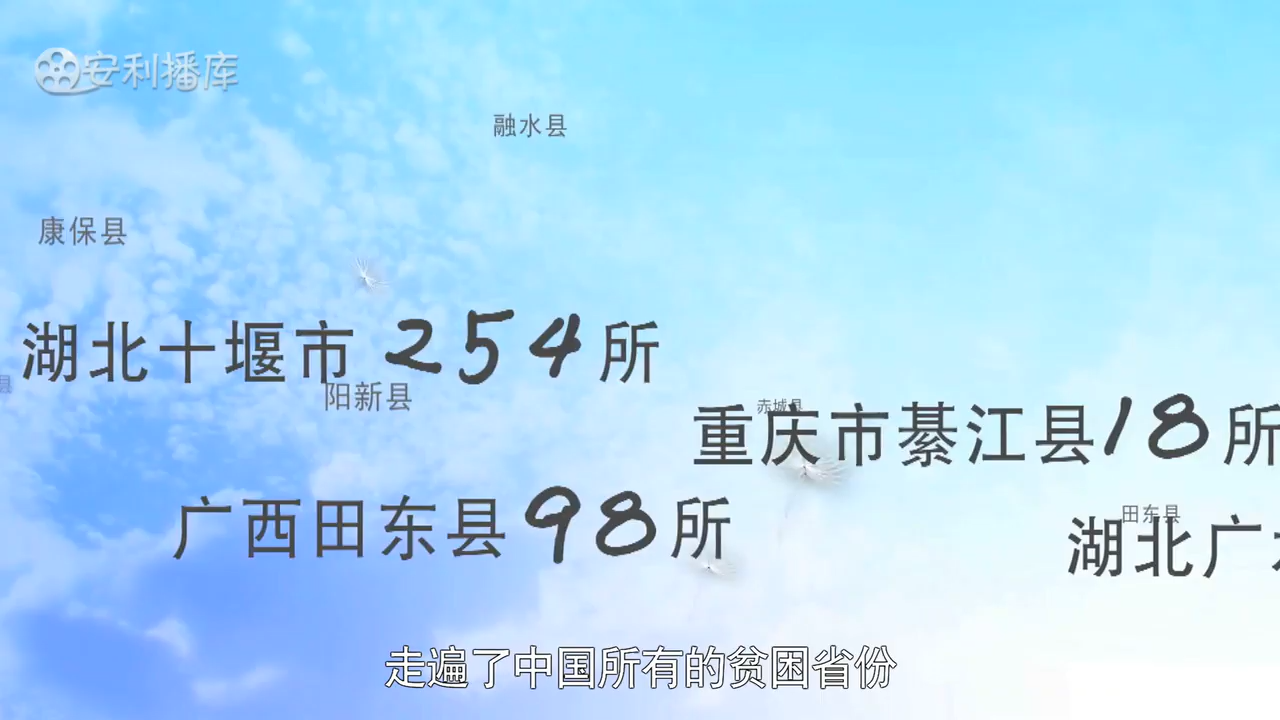 安利播库
融水县
康保县
湖北十堰市 254所
阳新县
赤城县
重庆市綦江县18所
广西田东县98所
田东县
湖北广
走遍了中国所有的贫困省份